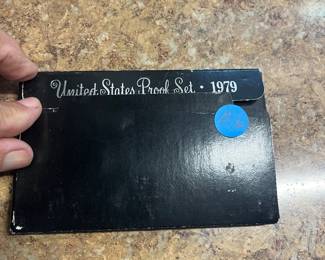 United States Proof Set • 1979